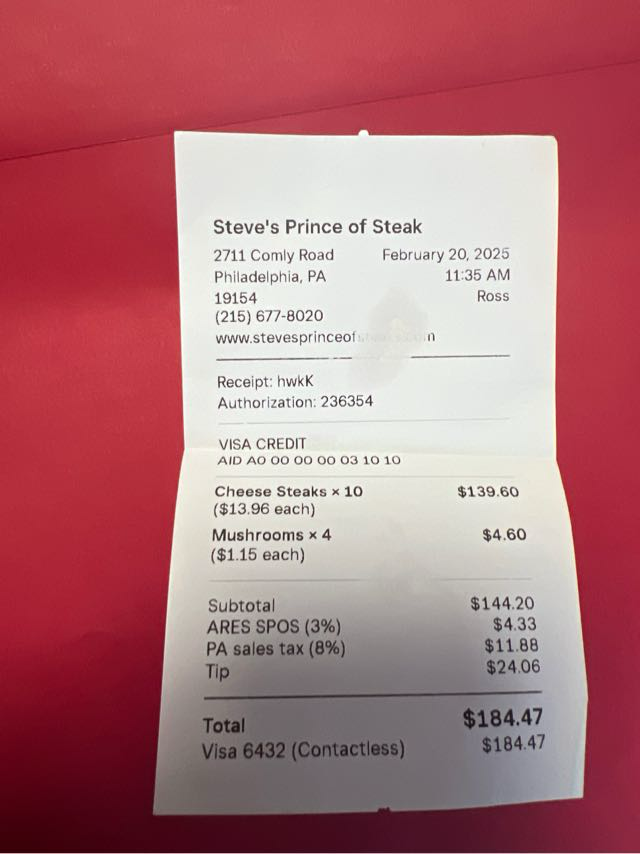 Steve's Prince of Steak
2711 Comly Road February 20, 2025
Philadelphia, PA 11:35 AM
19154 Ross
(215) 677-8020
www.stevesprinceof
Receipt: hwkK
Authorization: 236354
VISA CREDIT
AID A0 00 00 00 03 10 10
Cheese Steaks × 10 $139.60
($13.96 each)
Mushrooms × 4 $4.60
($1.15 each)
Subtotal $144.20
ARES SPOS (3%) $4.33
PA sales tax (8%) $11.88
Tip $24.06
Total $184.47
Visa 6432 (Contactless) $184.47